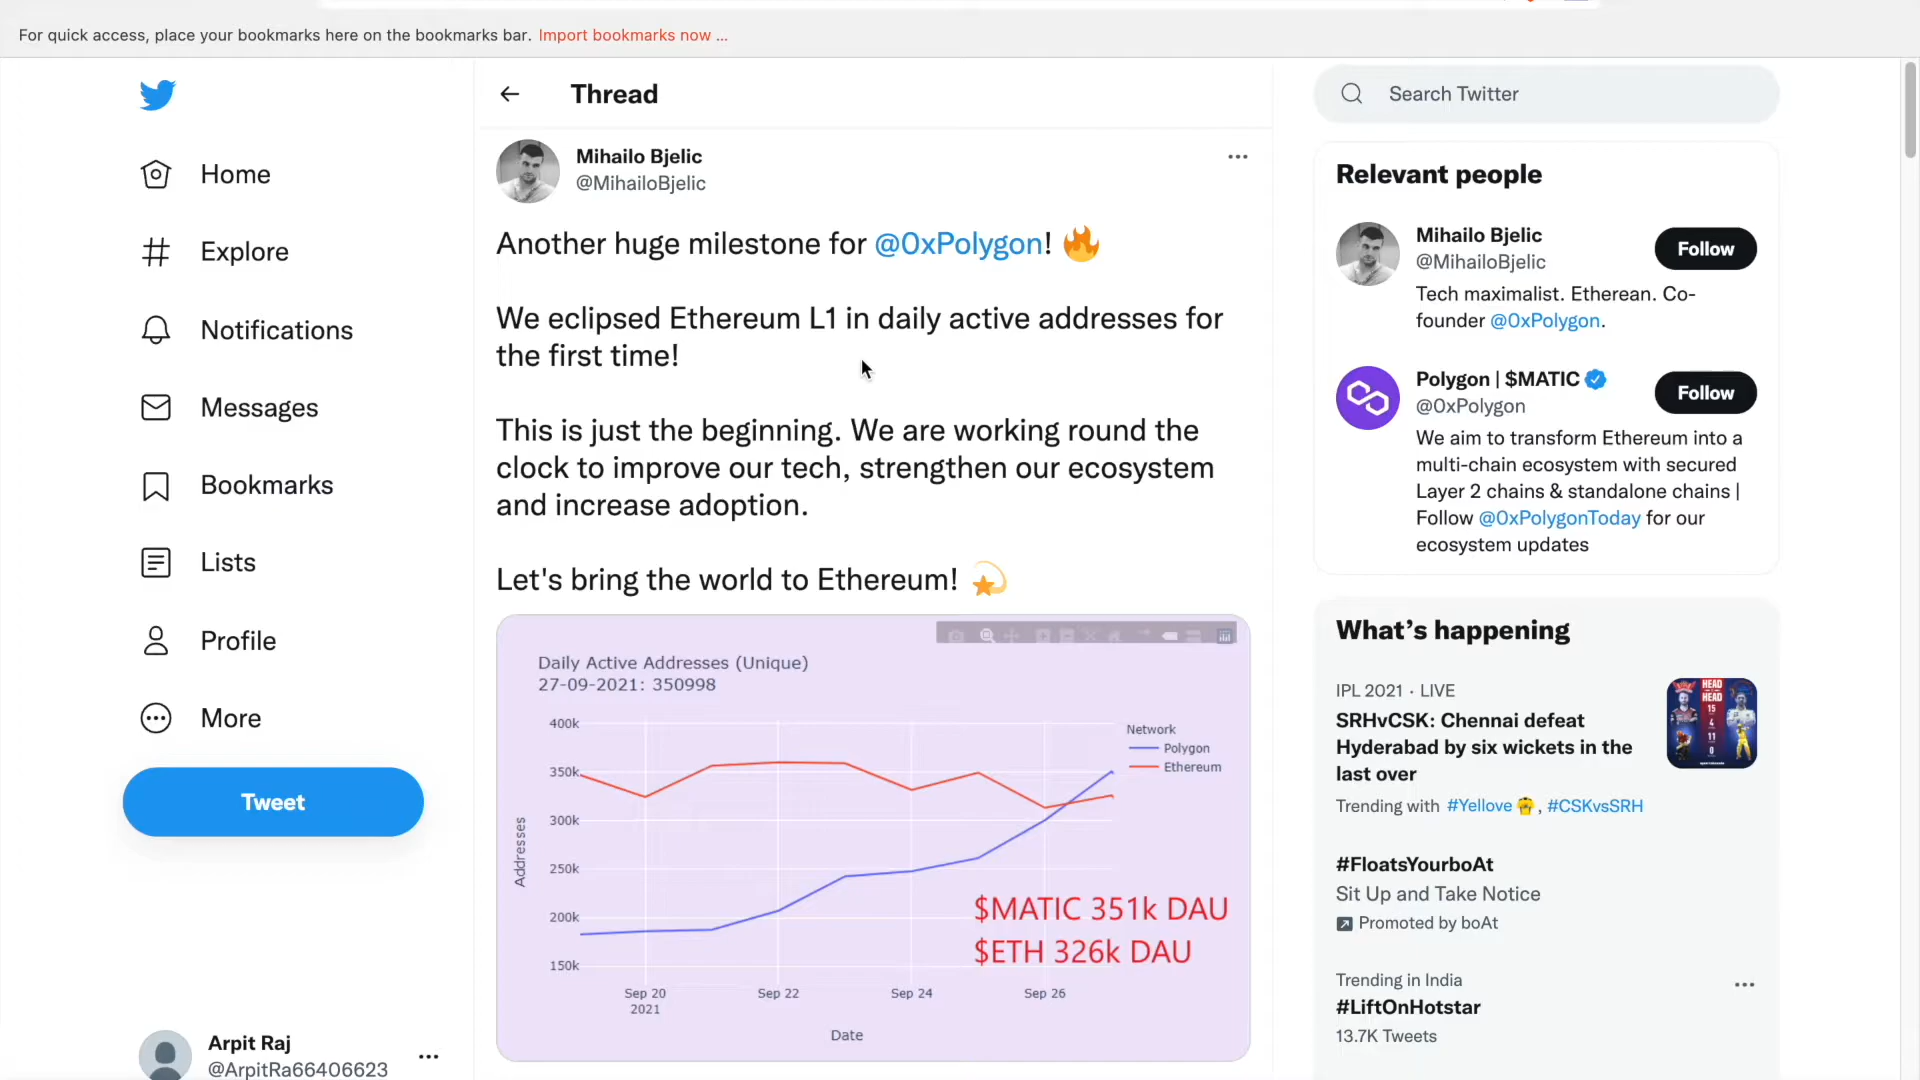 For quick access, place your bookmarks here on the bookmarks bar. Import bookmarks now ...
Home
Explore
Notifications
Messages
Bookmarks
Lists
Profile
More
Tweet
Arpit Raj
@ArpitRa66406623
Thread
Mihailo Bjelic
@MihailoBjelic
Another huge milestone for @0xPolygon! 🔥
We eclipsed Ethereum L1 in daily active addresses for
the first time!
This is just the beginning. We are working round the
clock to improve our tech, strengthen our ecosystem
and increase adoption.
Let's bring the world to Ethereum! 💫
Daily Active Addresses (Unique)
27-09-2021: 350998
400k
350k
300k
250k
200k
150k
Addresses
Sep 20
2021
Sep 22
Sep 24
Sep 26
Date
Network
Polygon
Ethereum
$MATIC 351k DAU
$ETH 326k DAU
Search Twitter
Relevant people
Mihailo Bjelic
@MihailoBjelic
Follow
Tech maximalist. Etherean. Co-
founder @0xPolygon.
Polygon | $MATIC
@0xPolygon
Follow
We aim to transform Ethereum into a
multi-chain ecosystem with secured
Layer 2 chains & standalone chains |
Follow @0xPolygonToday for our
ecosystem updates
What's happening
IPL 2021 · LIVE
SRHvCSK: Chennai defeat
Hyderabad by six wickets in the
last over
Trending with #Yellove, #CSKvsSRH
HEAD
HEAD
15
4
11
0
#FloatsYourboAt
Sit Up and Take Notice
Promoted by boAt
Trending in India
#LiftOnHotstar
13.7K Tweets